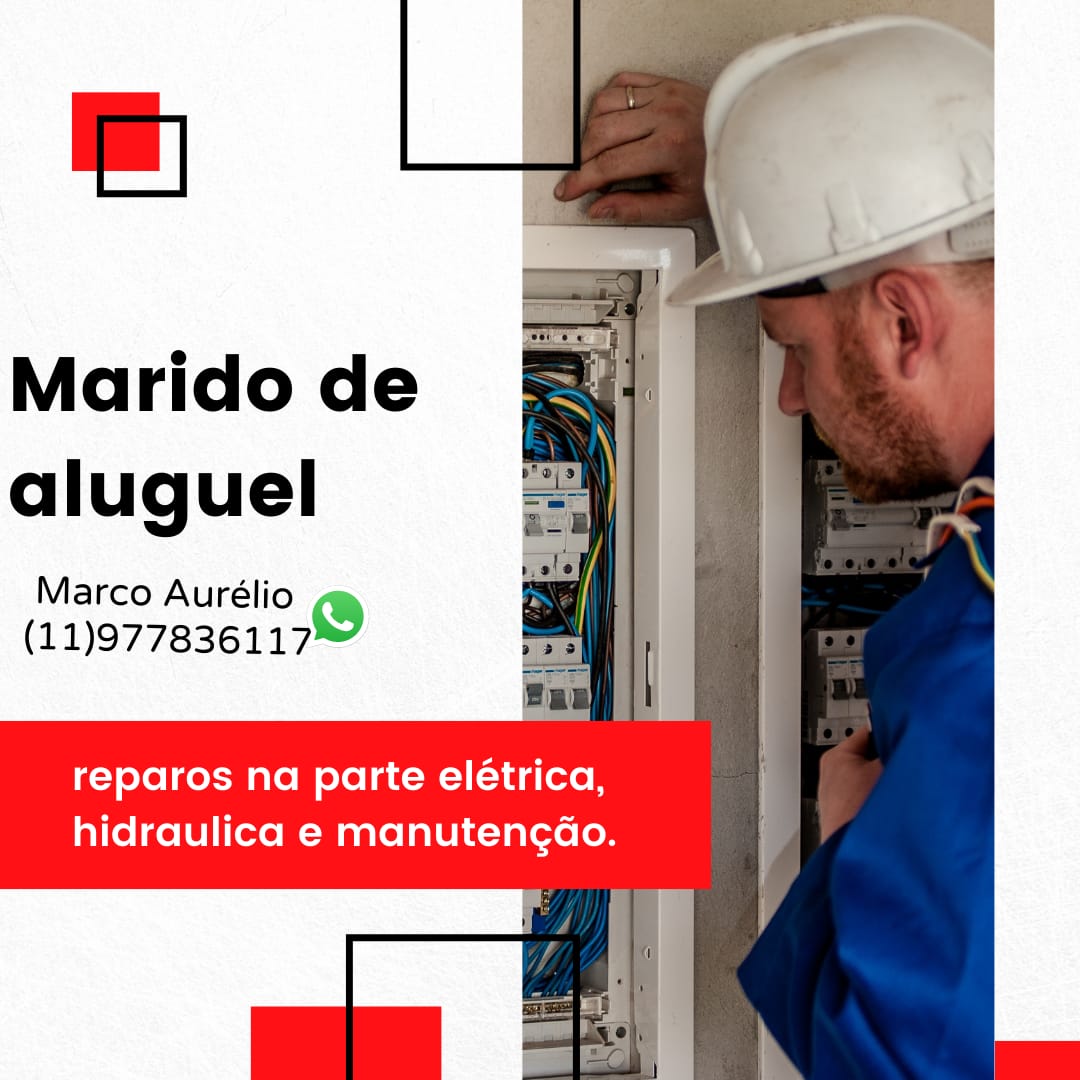 Marido de
aluguel
Marco Aurélio
(11)977836117
reparos na parte elétrica,
hidraulica e manutenção.